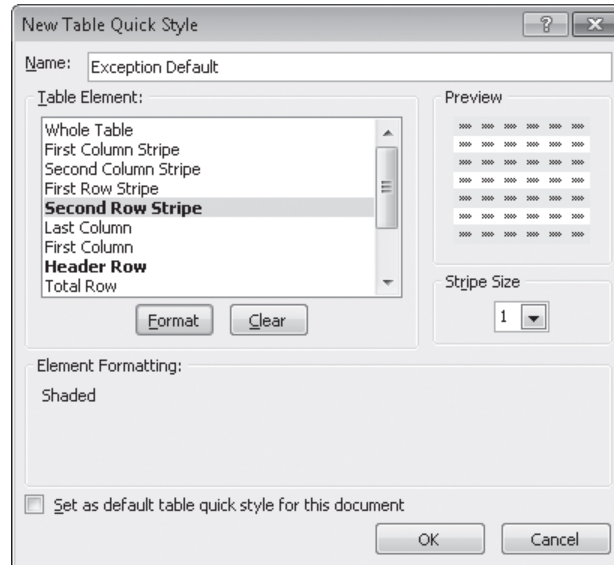 New Table Quick Style
Name: Exception Default
Table Element:
Whole Table
First Column Stripe
Second Column Stripe
First Row Stripe
Second Row Stripe
Last Column
First Column
Header Row
Total Row
Format Clear
Preview
Stripe Size
1
Element Formatting:
Shaded
Set as default table quick style for this document
OK Cancel